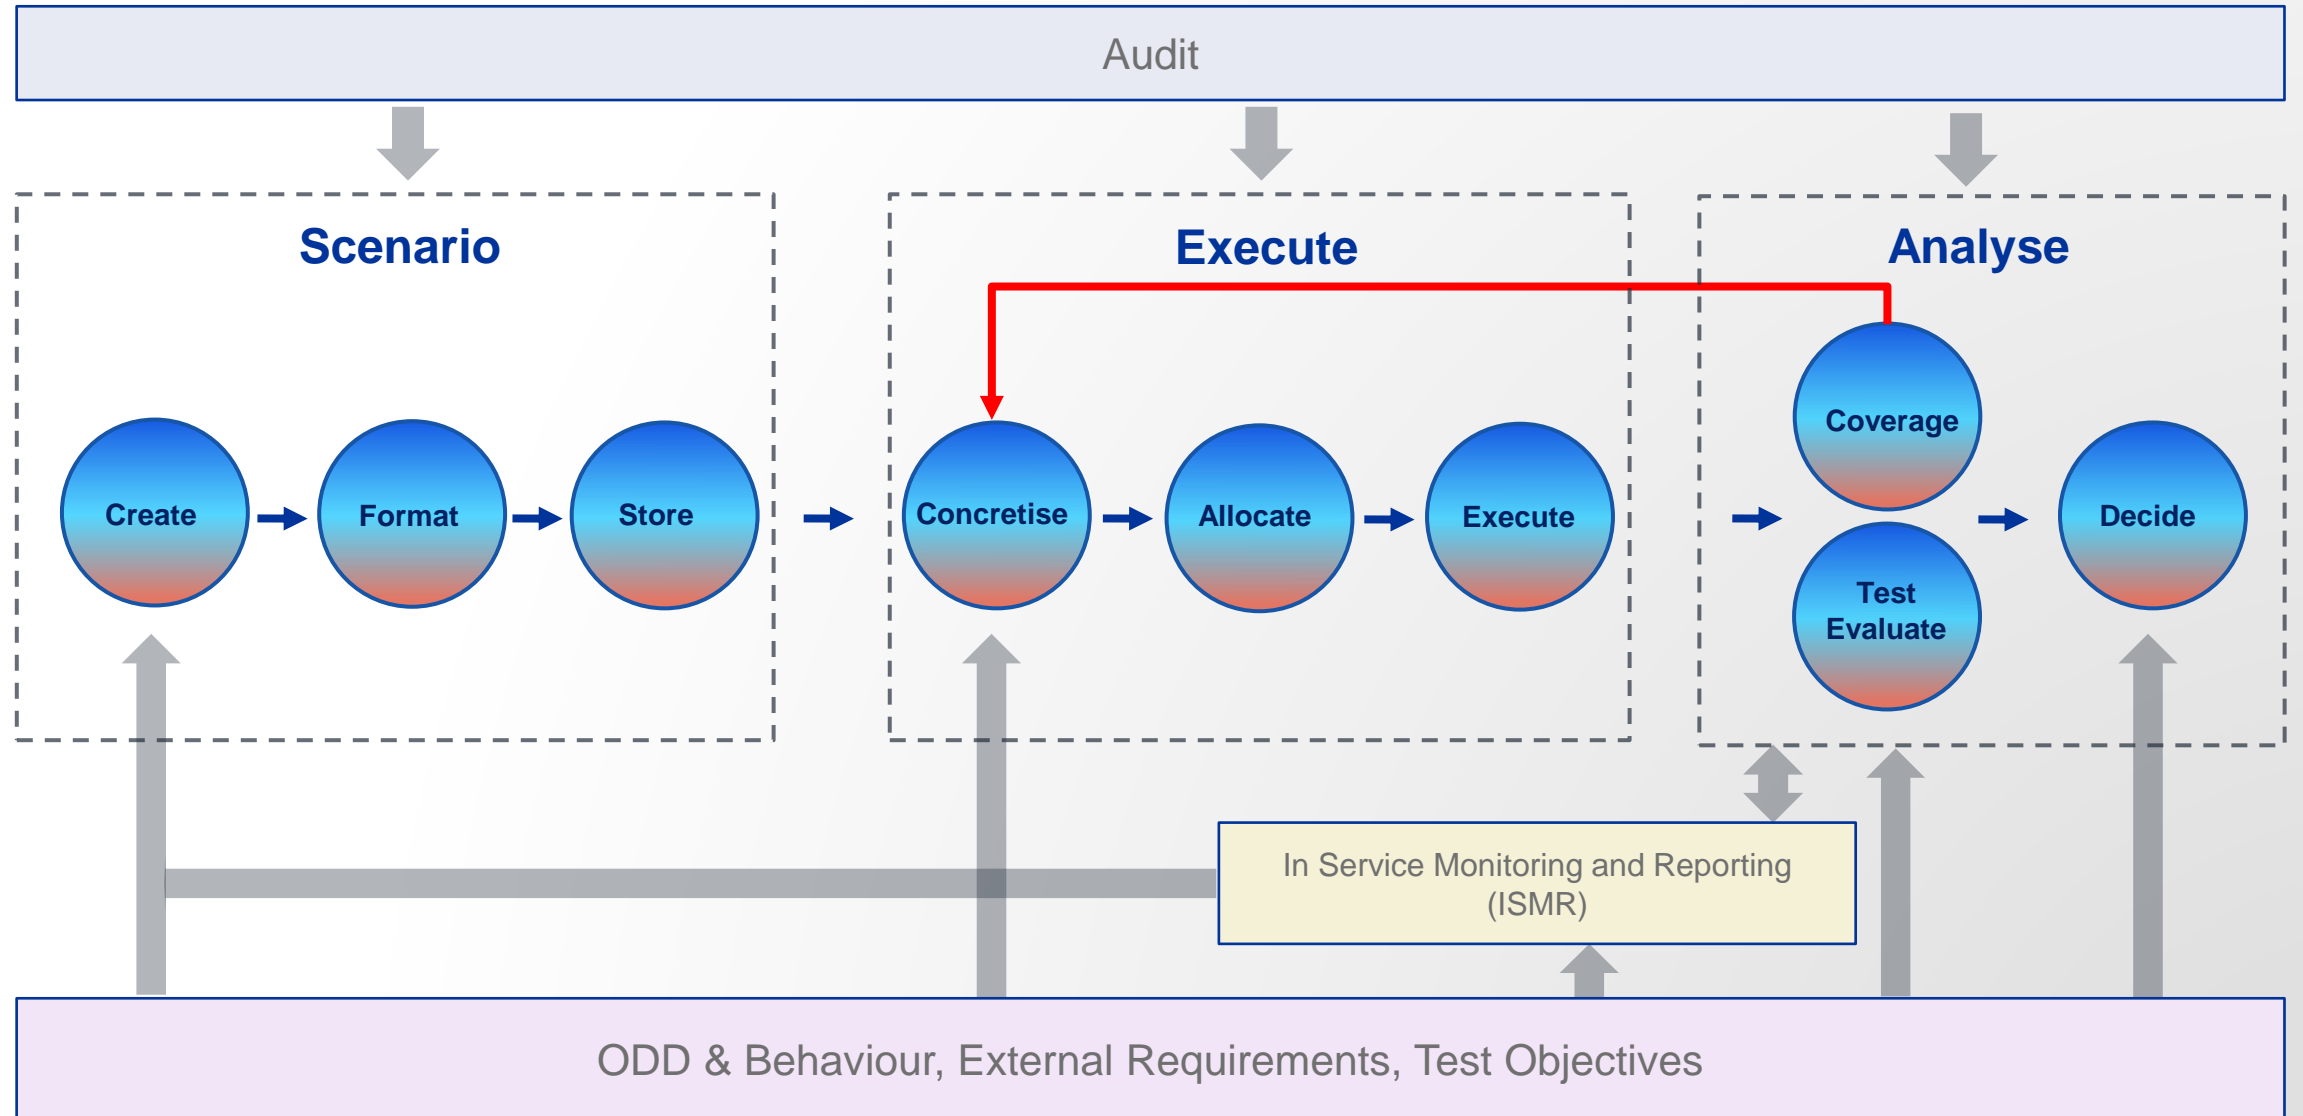 Audit
Scenario
Execute
Analyse
Create
Format
Store
Concretise
Allocate
Execute
Coverage
Test
Evaluate
Decide
In Service Monitoring and Reporting
(ISMR)
ODD & Behaviour, External Requirements, Test Objectives